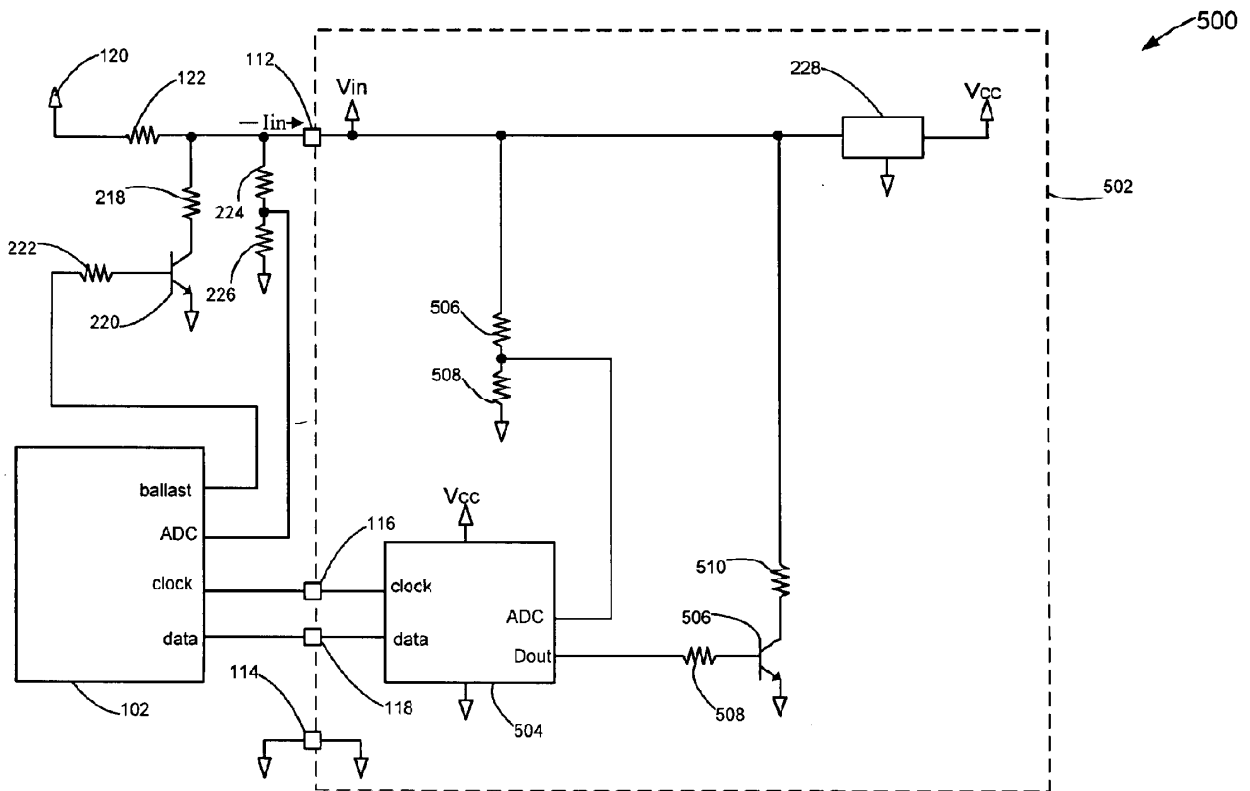 500
120
122
112
Vin
228
Vcc
— Iin
218
224
502
222
226
220
506
508
ballast
ADC
clock
data
102
116
Vcc
clock
data
ADC
Dout
510
506
114
118
504
508